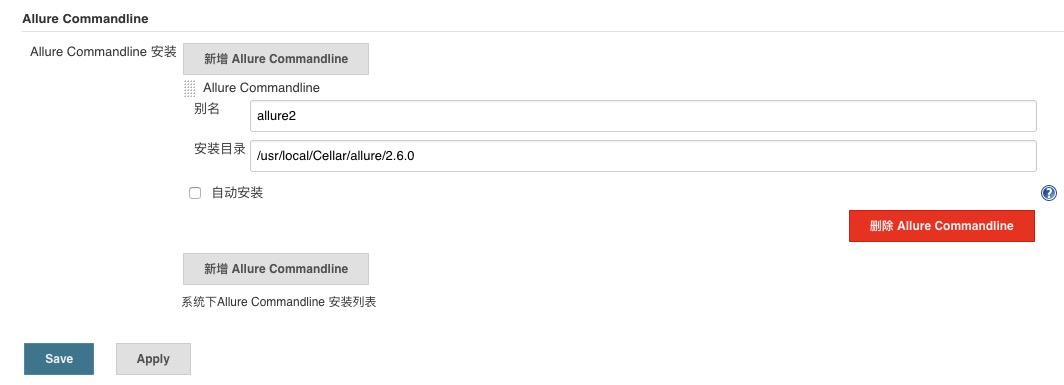 Allure Commandline
Allure Commandline 安装
新增 Allure Commandline
Allure Commandline
别名
allure2
安装目录
/usr/local/Cellar/allure/2.6.0
自动安装
?
删除 Allure Commandline
新增 Allure Commandline
系统下Allure Commandline 安装列表
Save
Apply